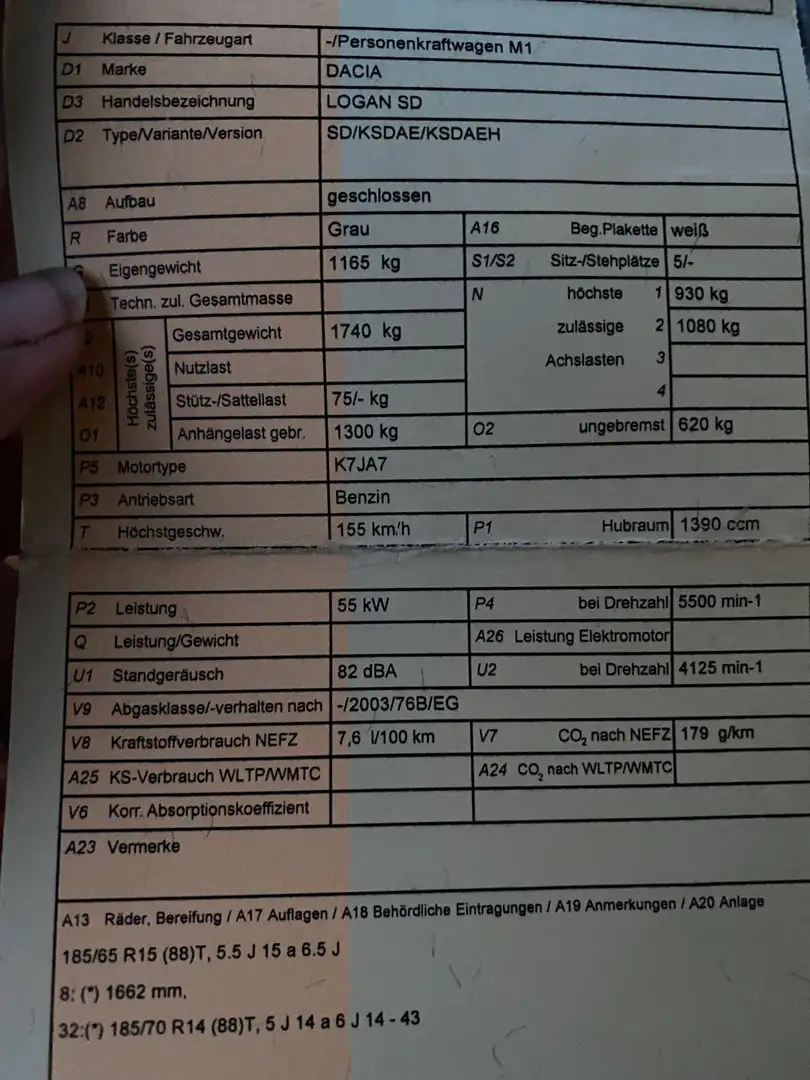 J Klasse / Fahrzeugart -/Personenkraftwagen M1
D1 Marke DACIA
D3 Handelsbezeichnung LOGAN SD
D2 Type/Variante/Version SD/KSDAE/KSDAEH
A8 Aufbau geschlossen
R Farbe Grau A16 Beg.Plakette weiß
G Eigengewicht 1165 kg S1/S2 Sitz-/Stehplätze 5/-
Techn. zul. Gesamtmasse N höchste 1 930 kg
Höchste(s) zulässige(s)
2 Gesamtgewicht 1740 kg zulässige 2 1080 kg
A10 Nutzlast Achslasten 3
A12 Stütz-/Sattellast 75/- kg 4
O1 Anhängelast gebr. 1300 kg O2 ungebremst 620 kg
P5 Motortype K7JA7
P3 Antriebsart Benzin
T Höchstgeschw. 155 km/h P1 Hubraum 1390 ccm
P2 Leistung 55 kW P4 bei Drehzahl 5500 min-1
Q Leistung/Gewicht A26 Leistung Elektromotor
U1 Standgeräusch 82 dBA U2 bei Drehzahl 4125 min-1
V9 Abgasklasse/-verhalten nach -/2003/76B/EG
V8 Kraftstoffverbrauch NEFZ 7,6 l/100 km V7 CO₂ nach NEFZ 179 g/km
A25 KS-Verbrauch WLTP/WMTC A24 CO₂ nach WLTP/WMTC
V6 Korr. Absorptionskoeffizient
A23 Vermerke
A13 Räder, Bereifung / A17 Auflagen / A18 Behördliche Eintragungen / A19 Anmerkungen / A20 Anlage
185/65 R15 (88)T, 5.5 J 15 a 6.5 J
8: (*) 1662 mm,
32:(*) 185/70 R14 (88)T, 5 J 14 a 6 J 14 - 43